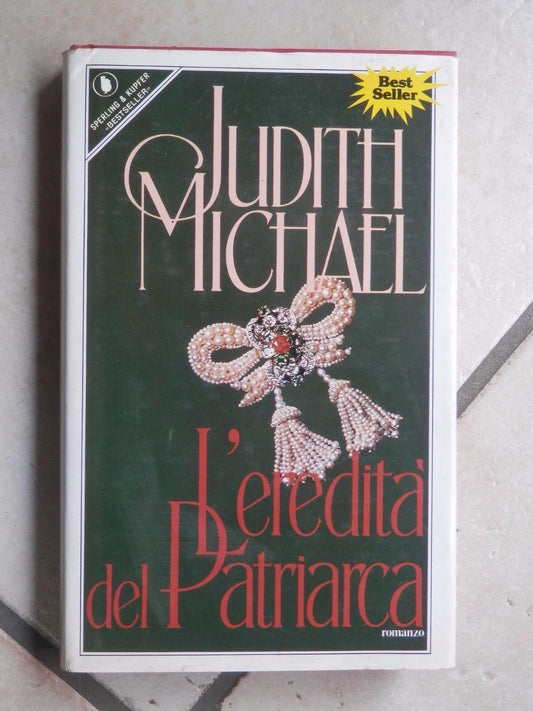 SPERLING & KUPFER
«BESTSELLER»
Best
Seller
JUDITH
MICHAEL
L'eredità
del Patriarca
romanzo